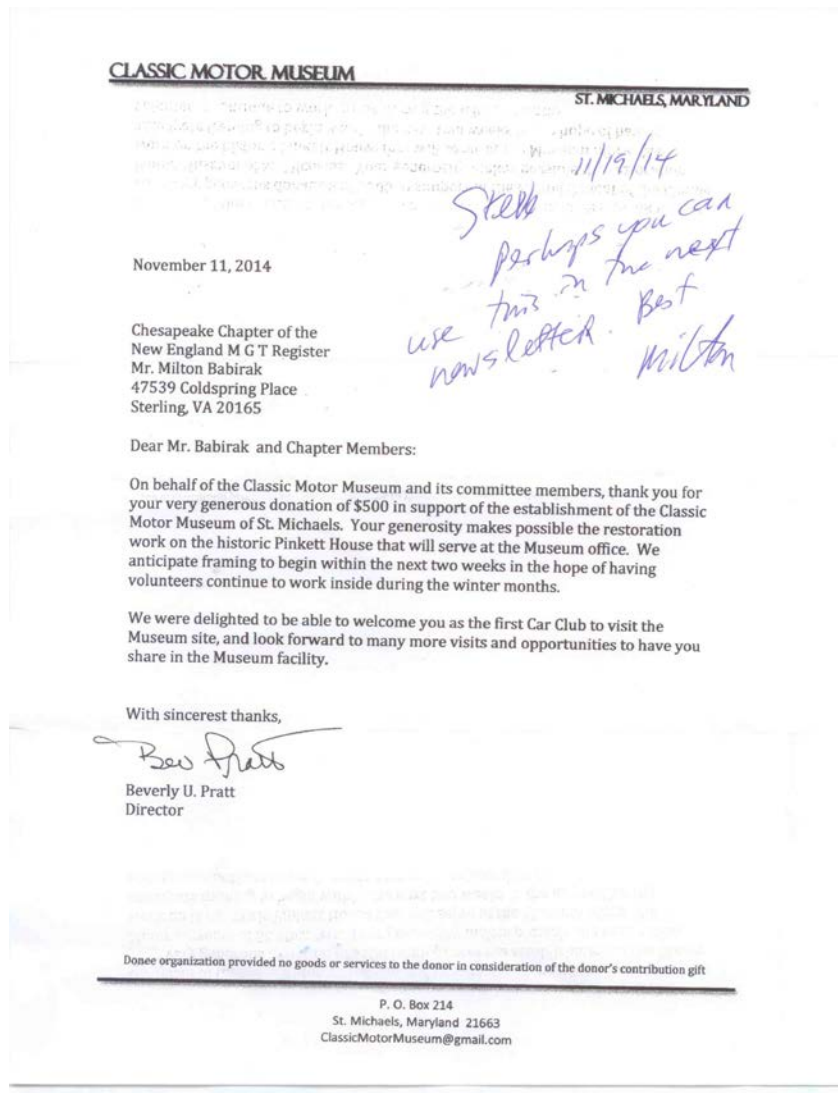 CLASSIC MOTOR MUSEUM
ST. MICHAELS, MARYLAND
11/19/14
perhaps you can
use this in the next
newsletter. Best
Milton
November 11, 2014
Chesapeake Chapter of the
New England M G T Register
Mr. Milton Babirak
47539 Coldspring Place
Sterling, VA 20165
Dear Mr. Babirak and Chapter Members:
On behalf of the Classic Motor Museum and its committee members, thank you for
your very generous donation of $500 in support of the establishment of the Classic
Motor Museum of St. Michaels. Your generosity makes possible the restoration
work on the historic Pinkett House that will serve at the Museum office. We
anticipate framing to begin within the next two weeks in the hope of having
volunteers continue to work inside during the winter months.
We were delighted to be able to welcome you as the first Car Club to visit the
Museum site, and look forward to many more visits and opportunities to have you
share in the Museum facility.
With sincerest thanks,
Bev Pratt
Beverly U. Pratt
Director
Donee organization provided no goods or services to the donor in consideration of the donor's contribution gift
P. O. Box 214
St. Michaels, Maryland 21663
ClassicMotorMuseum@gmail.com